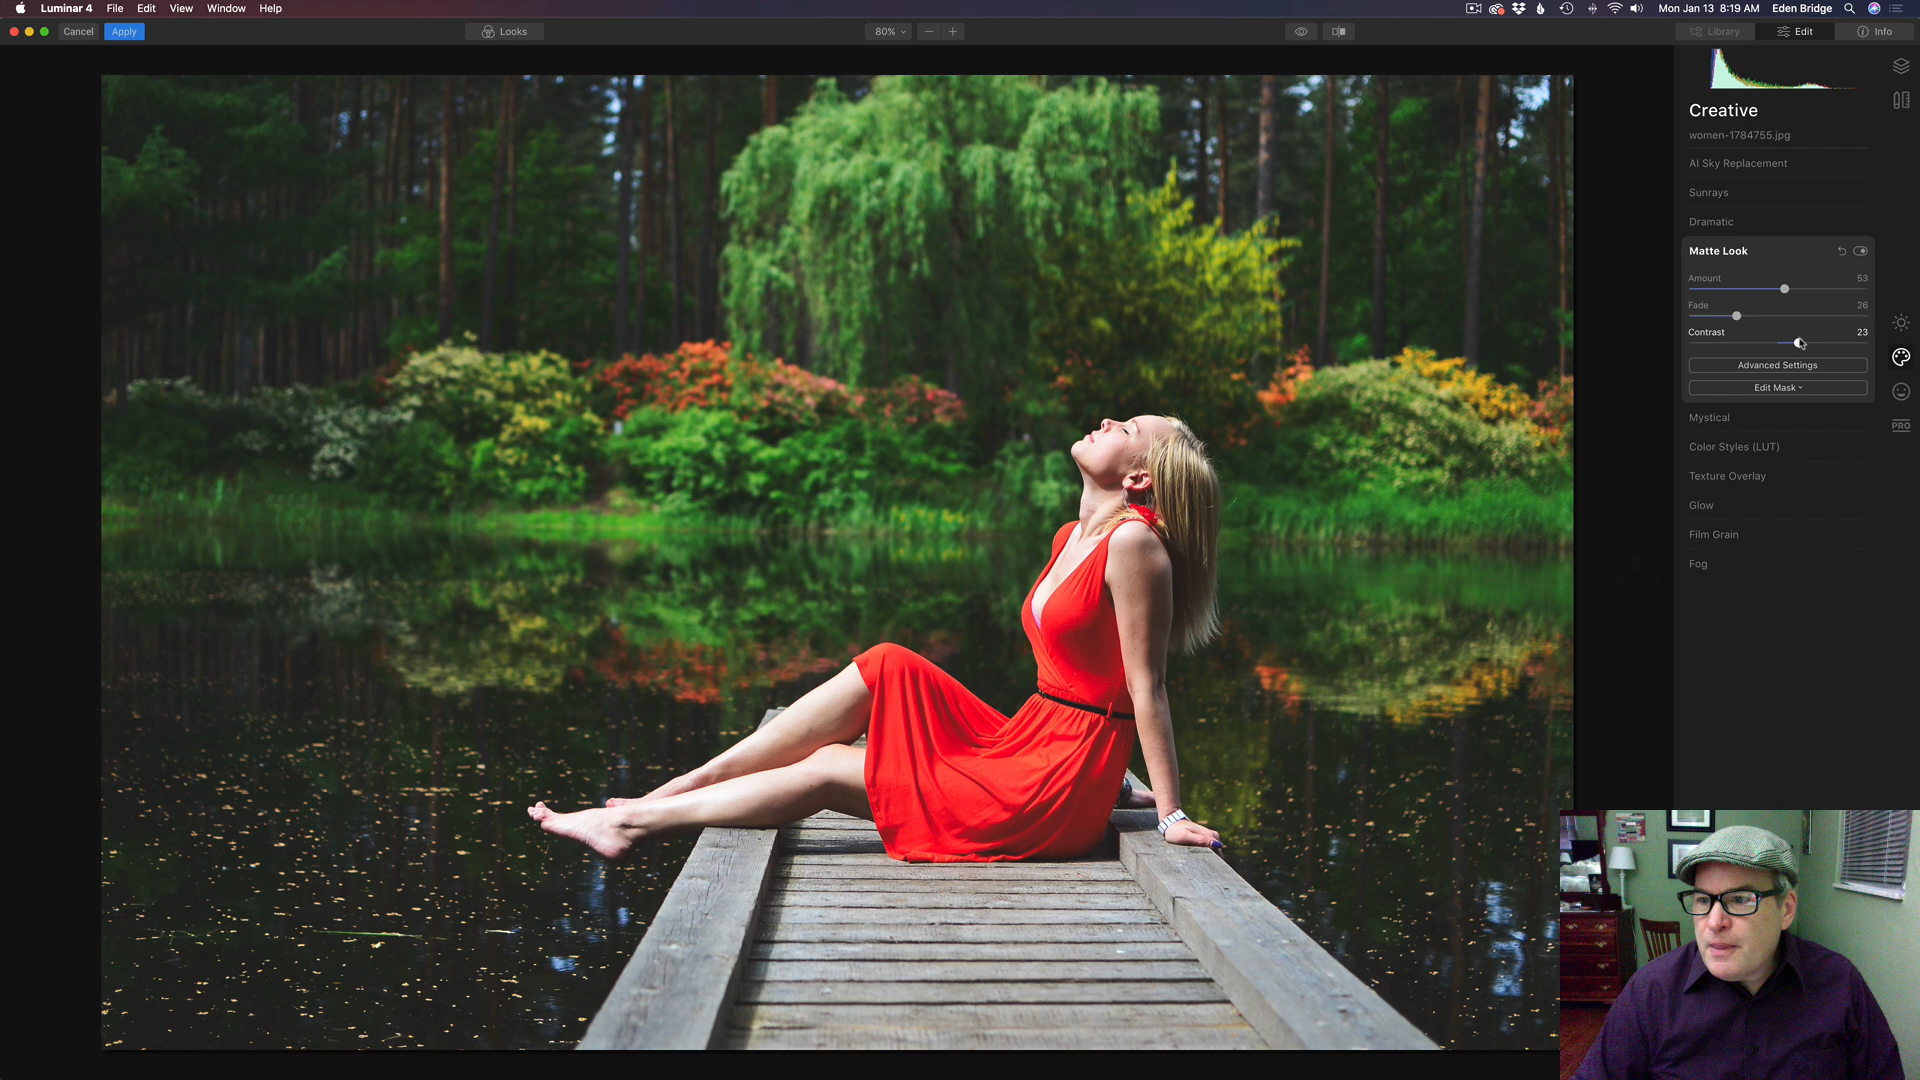 Luminar 4 File Edit View Window Help Mon Jan 13 8:19 AM Eden Bridge
Cancel Apply Looks 80% Library Edit Info
Creative
women-1784755.jpg
AI Sky Replacement
Sunrays
Dramatic
Matte Look
Amount 53
Fade 26
Contrast 23
Advanced Settings
Edit Mask
Mystical
PRO
Color Styles (LUT)
Texture Overlay
Glow
Film Grain
Fog